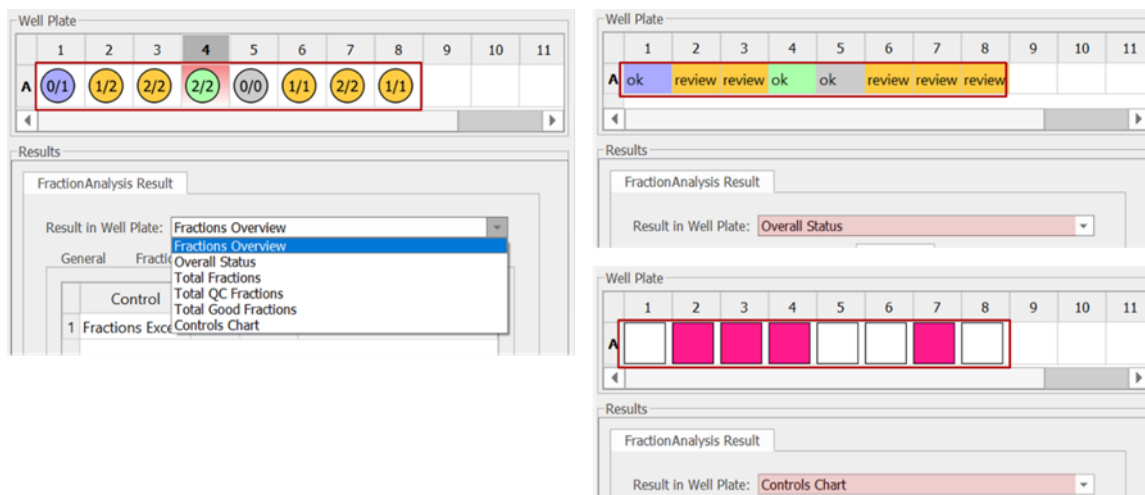 Well Plate
1 2 3 4 5 6 7 8 9 10 11
A 0/1 1/2 2/2 2/2 0/0 1/1 2/2 1/1
Results
FractionAnalysis Result
Result in Well Plate: Fractions Overview
Fractions Overview
Overall Status
Total Fractions
Total QC Fractions
Total Good Fractions
Controls Chart
General
Control
1 Fractions
Well Plate
1 2 3 4 5 6 7 8 9 10 11
A ok review review ok ok review review review
Results
FractionAnalysis Result
Result in Well Plate: Overall Status
Well Plate
1 2 3 4 5 6 7 8 9 10 11
A
Results
FractionAnalysis Result
Result in Well Plate: Controls Chart